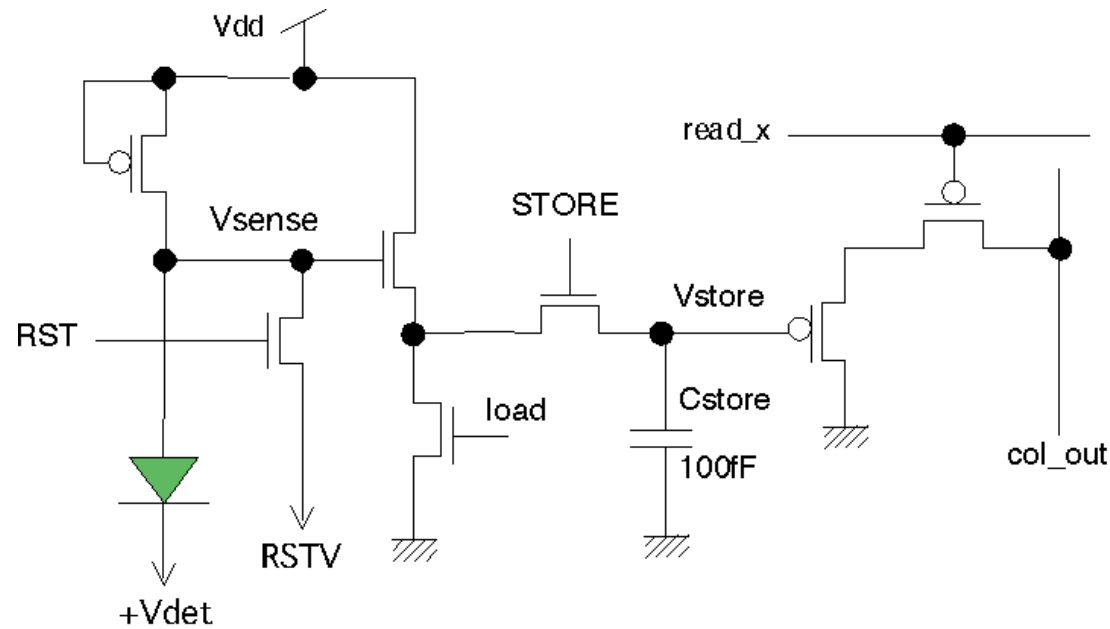 Vdd
read_x
STORE
Vsense
Vstore
RST
load
Cstore
100fF
col_out
RSTV
+Vdet